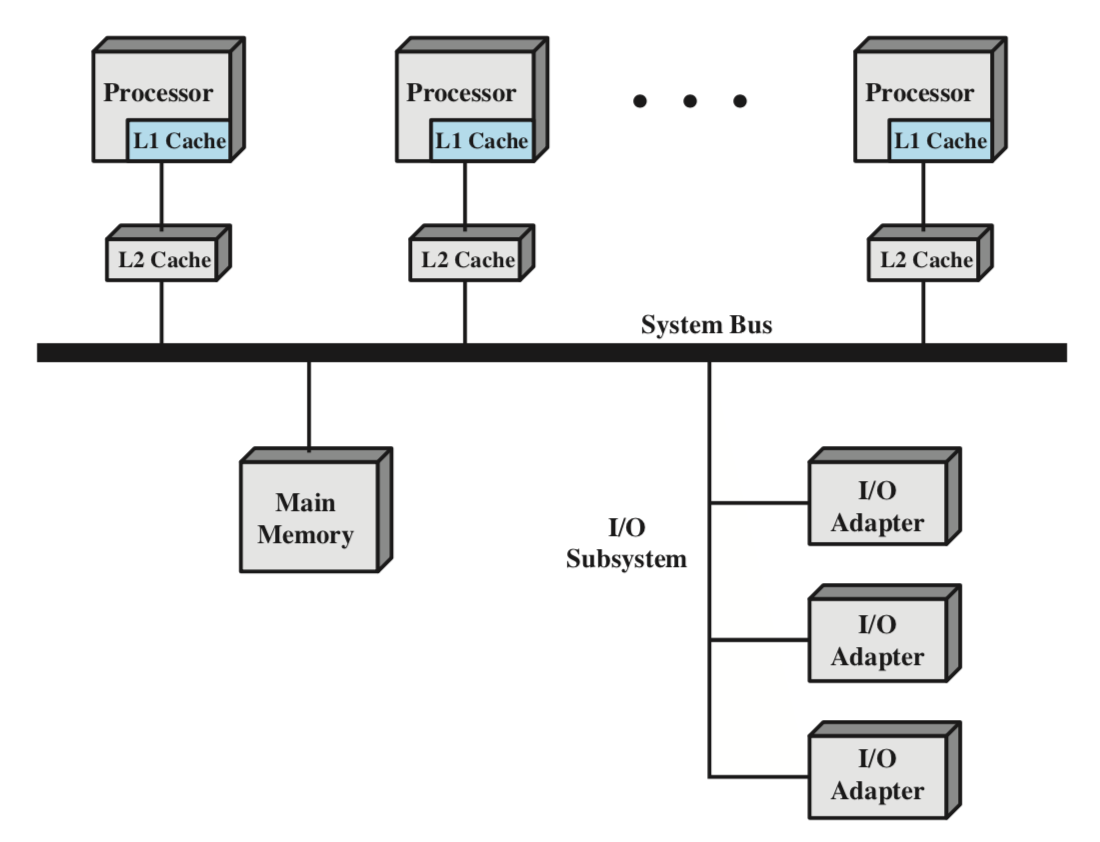 Processor
L1 Cache
Processor
L1 Cache
Processor
L1 Cache
L2 Cache
L2 Cache
L2 Cache
System Bus
Main
Memory
I/O
Subsystem
I/O
Adapter
I/O
Adapter
I/O
Adapter